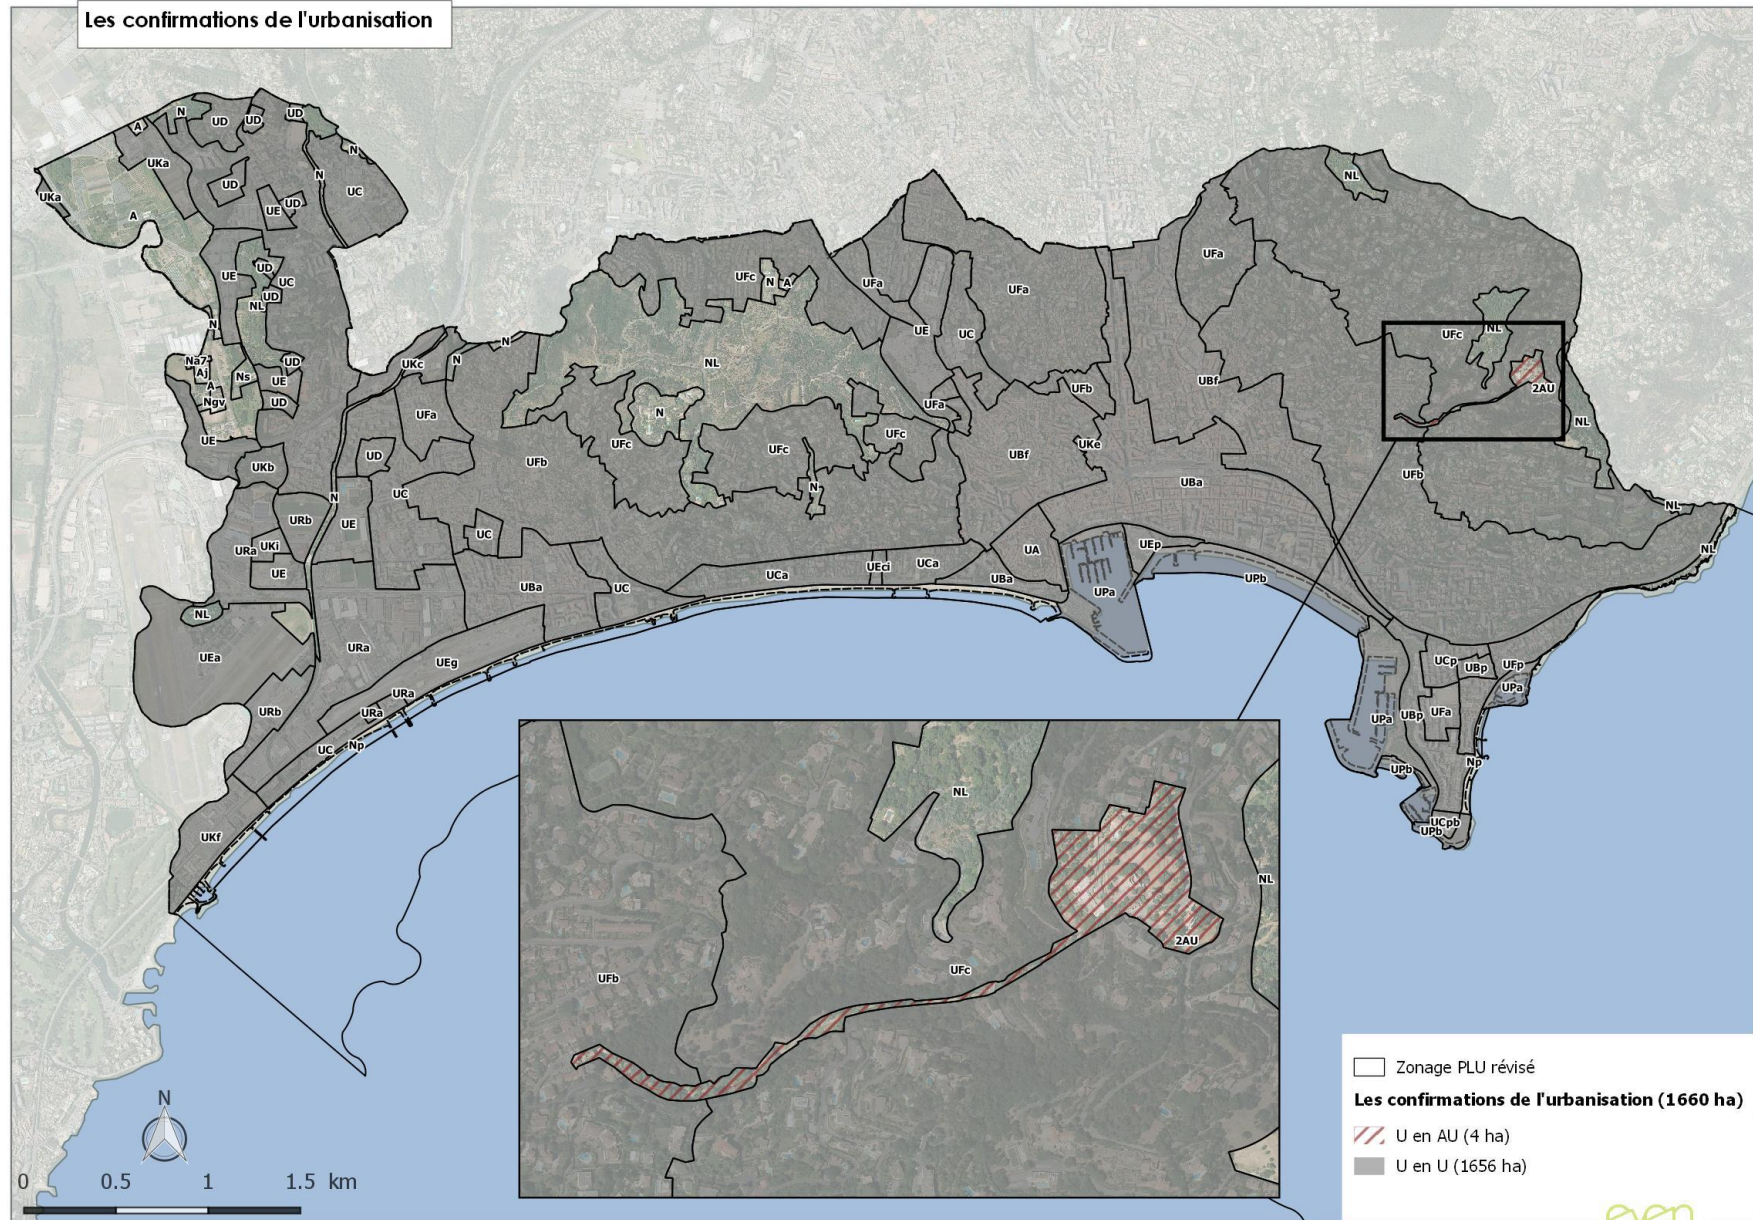 Les confirmations de l'urbanisation
N
UD
UD
UD
A
N
UKa
N
UC
UD
UKa
UE
UD
A
NL
UE
UD
UC
UFc
N
A
UFa
UFa
UFa
UD
NL
N
UE
UC
UFc
NL
Na7
Aj
UD
UKc
N
N
NL
A
Ns
UE
UBf
UFb
2AU
Ngv
UD
UFa
N
UFa
NL
UE
UFc
UFc
UKe
UD
UFc
UBf
UKb
UFb
UFb
N
UC
N
UBa
URb
UE
UC
NL
URa
UKi
UA
UEp
NL
UE
UCa
UEci
UCa
UBa
UPb
UBa
UC
UPa
NL
URa
UEa
UEg
UCp
UBp
UFp
URa
UPa
URb
URa
UPa
UBp
UFa
UC
Np
Np
UPb
UKf
UCpb
UPb
NL
NL
2AU
UFb
UFc
Zonage PLU révisé
Les confirmations de l'urbanisation (1660 ha)
U en AU (4 ha)
U en U (1656 ha)
N
0 0.5 1 1.5 km
even